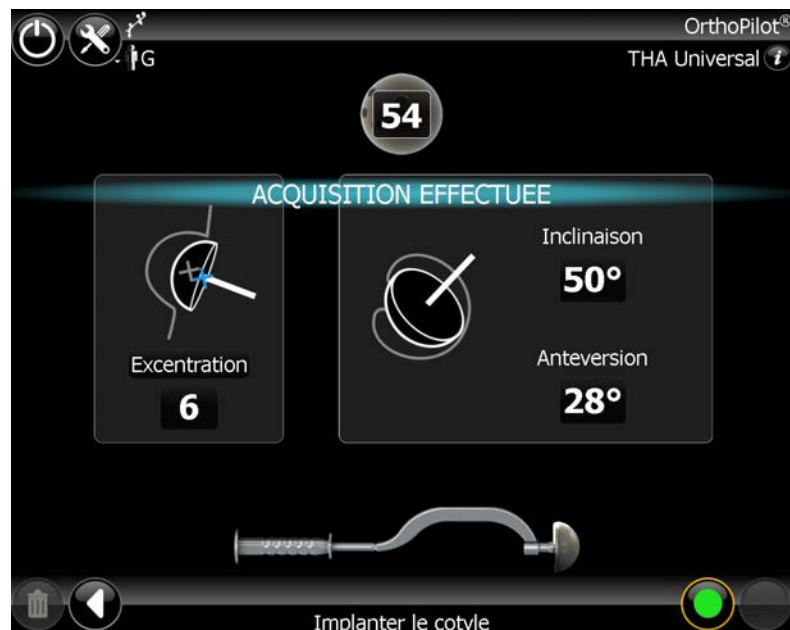 OrthoPilot®
G
THA Universal i
54
ACQUISITION EFFECTUEE
Inclinaison
50°
Excentration
6
Anteversion
28°
Implanter le cotyle